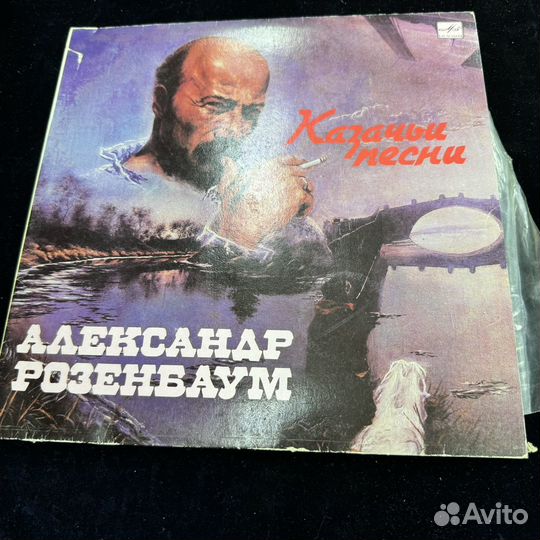 Казачьи
песни
АЛЕКСАНДР
РОЗЕНБАУМ
Avito